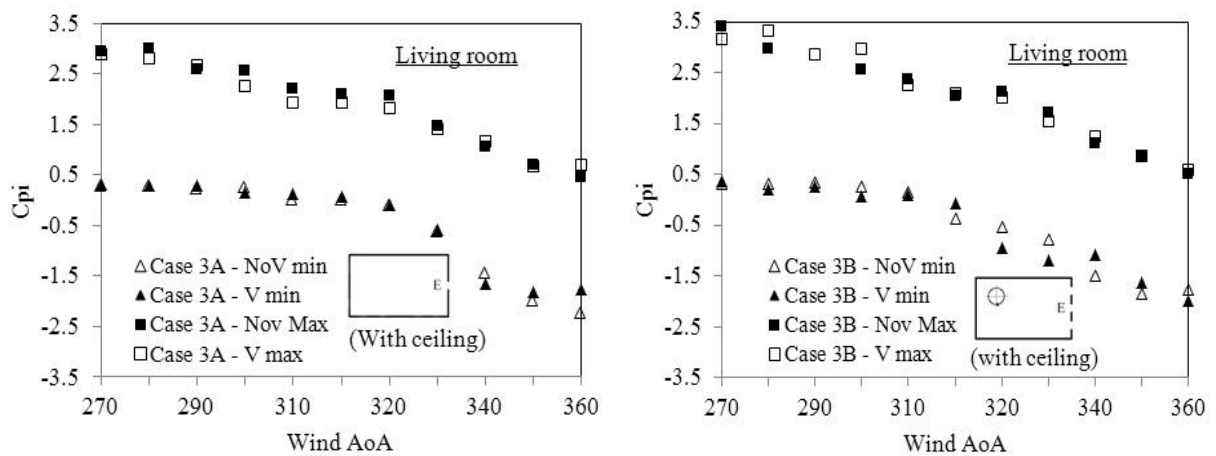 3.5
2.5
1.5
0.5
-0.5
-1.5
-2.5
-3.5
Cpi
Living room
Case 3A - NoV min
Case 3A - V min
Case 3A - Nov Max
Case 3A - V max
E
(With ceiling)
270 290 310 320 340 360
Wind AoA
3.5
2.5
1.5
0.5
-0.5
-1.5
-2.5
-3.5
Cpi
Living room
Case 3B - NoV min
Case 3B - V min
Case 3B - Nov Max
Case 3B - V max
E
(with ceiling)
270 290 310 320 340 360
Wind AoA